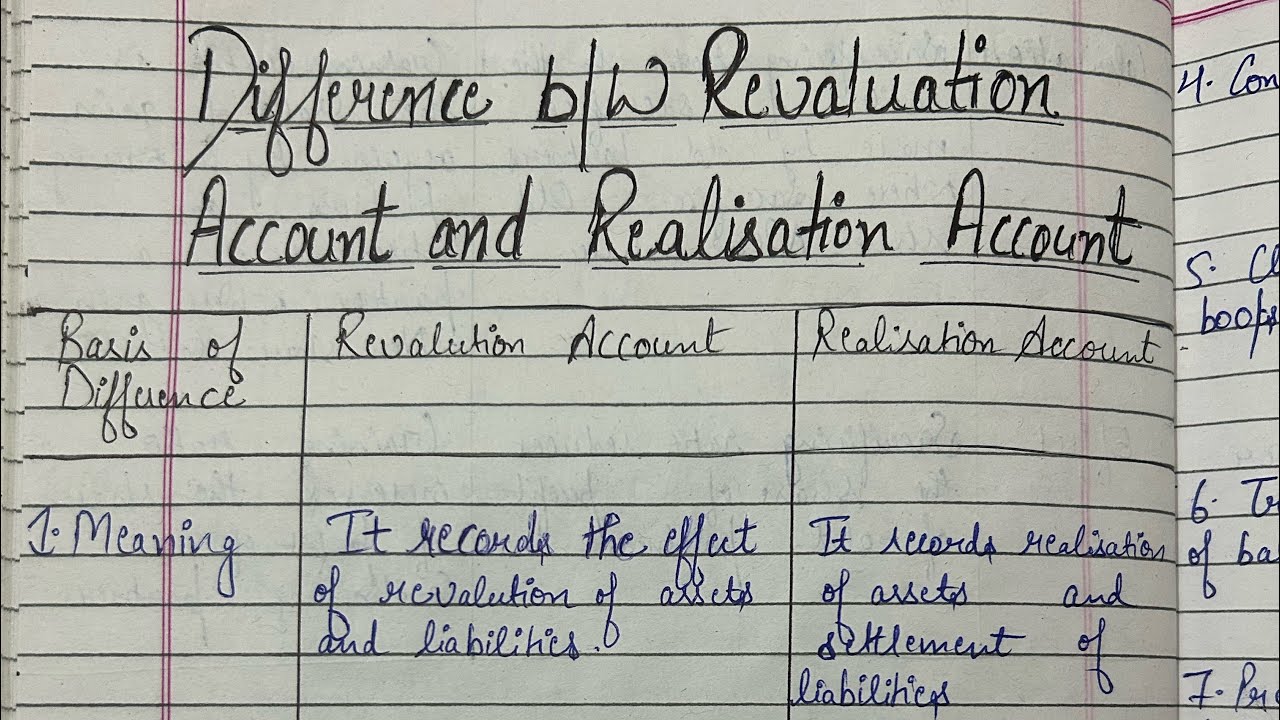 Difference b/w Revaluation
Account and Realisation Account
Basis of
Diffuence
Revalution Account
Realisation Account
1. Meaning
It records the effect
of revalution of assets
and liabilities.
It records realisation
of assets and
settlement of
liabilities
4. Con
5. Cl
books
6. Tr
of ba
7. Pr